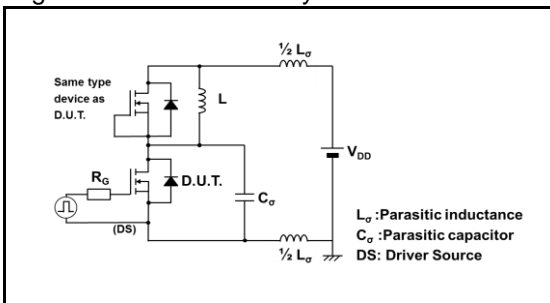 ½ Lσ
Same type
device as
D.U.T.
L
VDD
RG
D.U.T.
Cσ
(DS)
½ Lσ
Lσ :Parasitic inductance
Cσ :Parasitic capacitor
DS: Driver Source